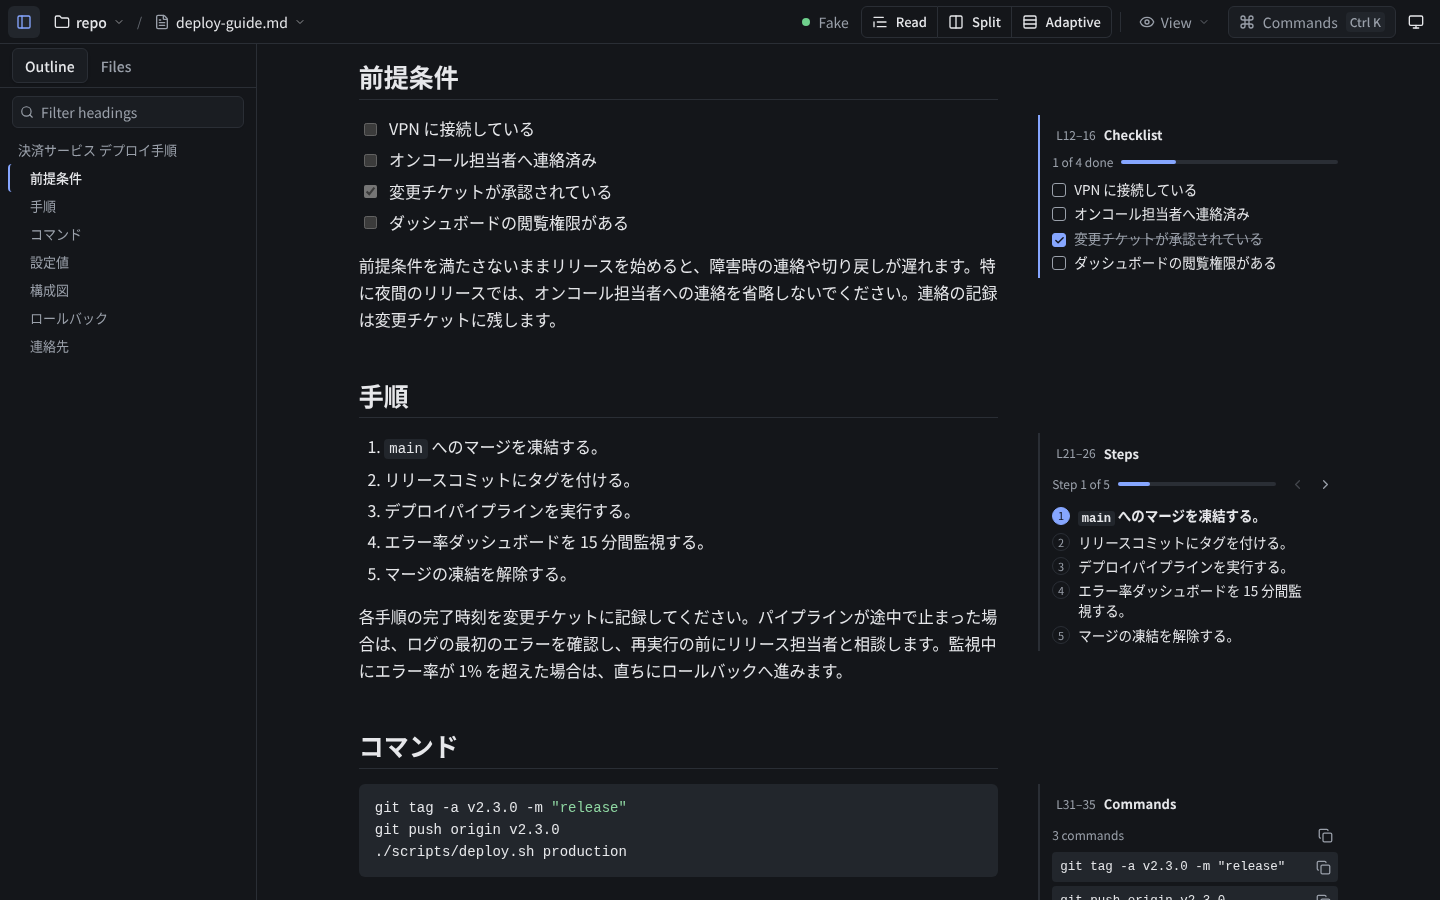 repo / deploy-guide.md
Fake
Read
Split
Adaptive
View
Commands Ctrl K
Outline
Files
Filter headings
決済サービス デプロイ手順
前提条件
手順
コマンド
設定値
構成図
ロールバック
連絡先
前提条件
VPN に接続している
オンコール担当者へ連絡済み
変更チケットが承認されている
ダッシュボードの閲覧権限がある
前提条件を満たさないままリリースを始めると、障害時の連絡や切り戻しが遅れます。特
に夜間のリリースでは、オンコール担当者への連絡を省略しないでください。連絡の記録
は変更チケットに残します。
L12–16 Checklist
1 of 4 done
VPN に接続している
オンコール担当者へ連絡済み
変更チケットが承認されている
ダッシュボードの閲覧権限がある
手順
1. main へのマージを凍結する。
2. リリースコミットにタグを付ける。
3. デプロイパイプラインを実行する。
4. エラー率ダッシュボードを 15 分間監視する。
5. マージの凍結を解除する。
各手順の完了時刻を変更チケットに記録してください。パイプラインが途中で止まった場
合は、ログの最初のエラーを確認し、再実行の前にリリース担当者と相談します。監視中
にエラー率が 1% を超えた場合は、直ちにロールバックへ進みます。
L21–26 Steps
Step 1 of 5
1 main へのマージを凍結する。
2 リリースコミットにタグを付ける。
3 デプロイパイプラインを実行する。
4 エラー率ダッシュボードを 15 分間監
視する。
5 マージの凍結を解除する。
コマンド
git tag -a v2.3.0 -m "release"
git push origin v2.3.0
./scripts/deploy.sh production
L31–35 Commands
3 commands
git tag -a v2.3.0 -m "release"
git push origin v2.3.0